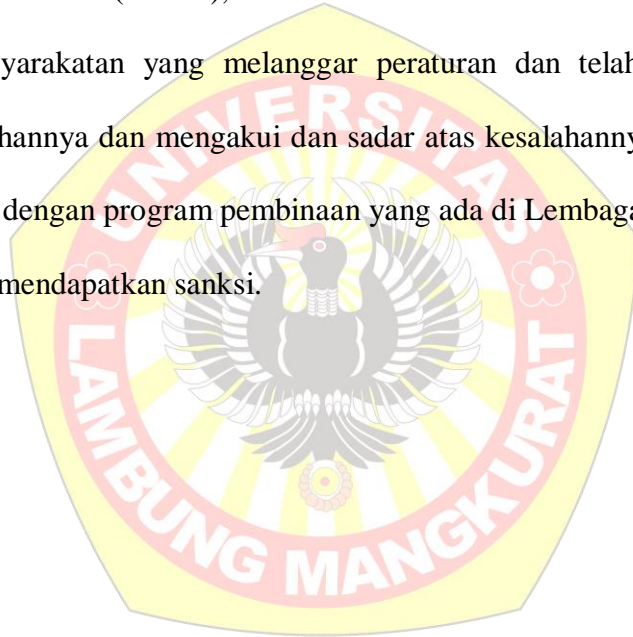 yarakatan yang melanggar peraturan dan telah
hannya dan mengakui dan sadar atas kesalahanny
dengan program pembinaan yang ada di Lembaga
mendapatkan sanksi.
UNIVERSITAS
LAMBUNG MANGKURAT